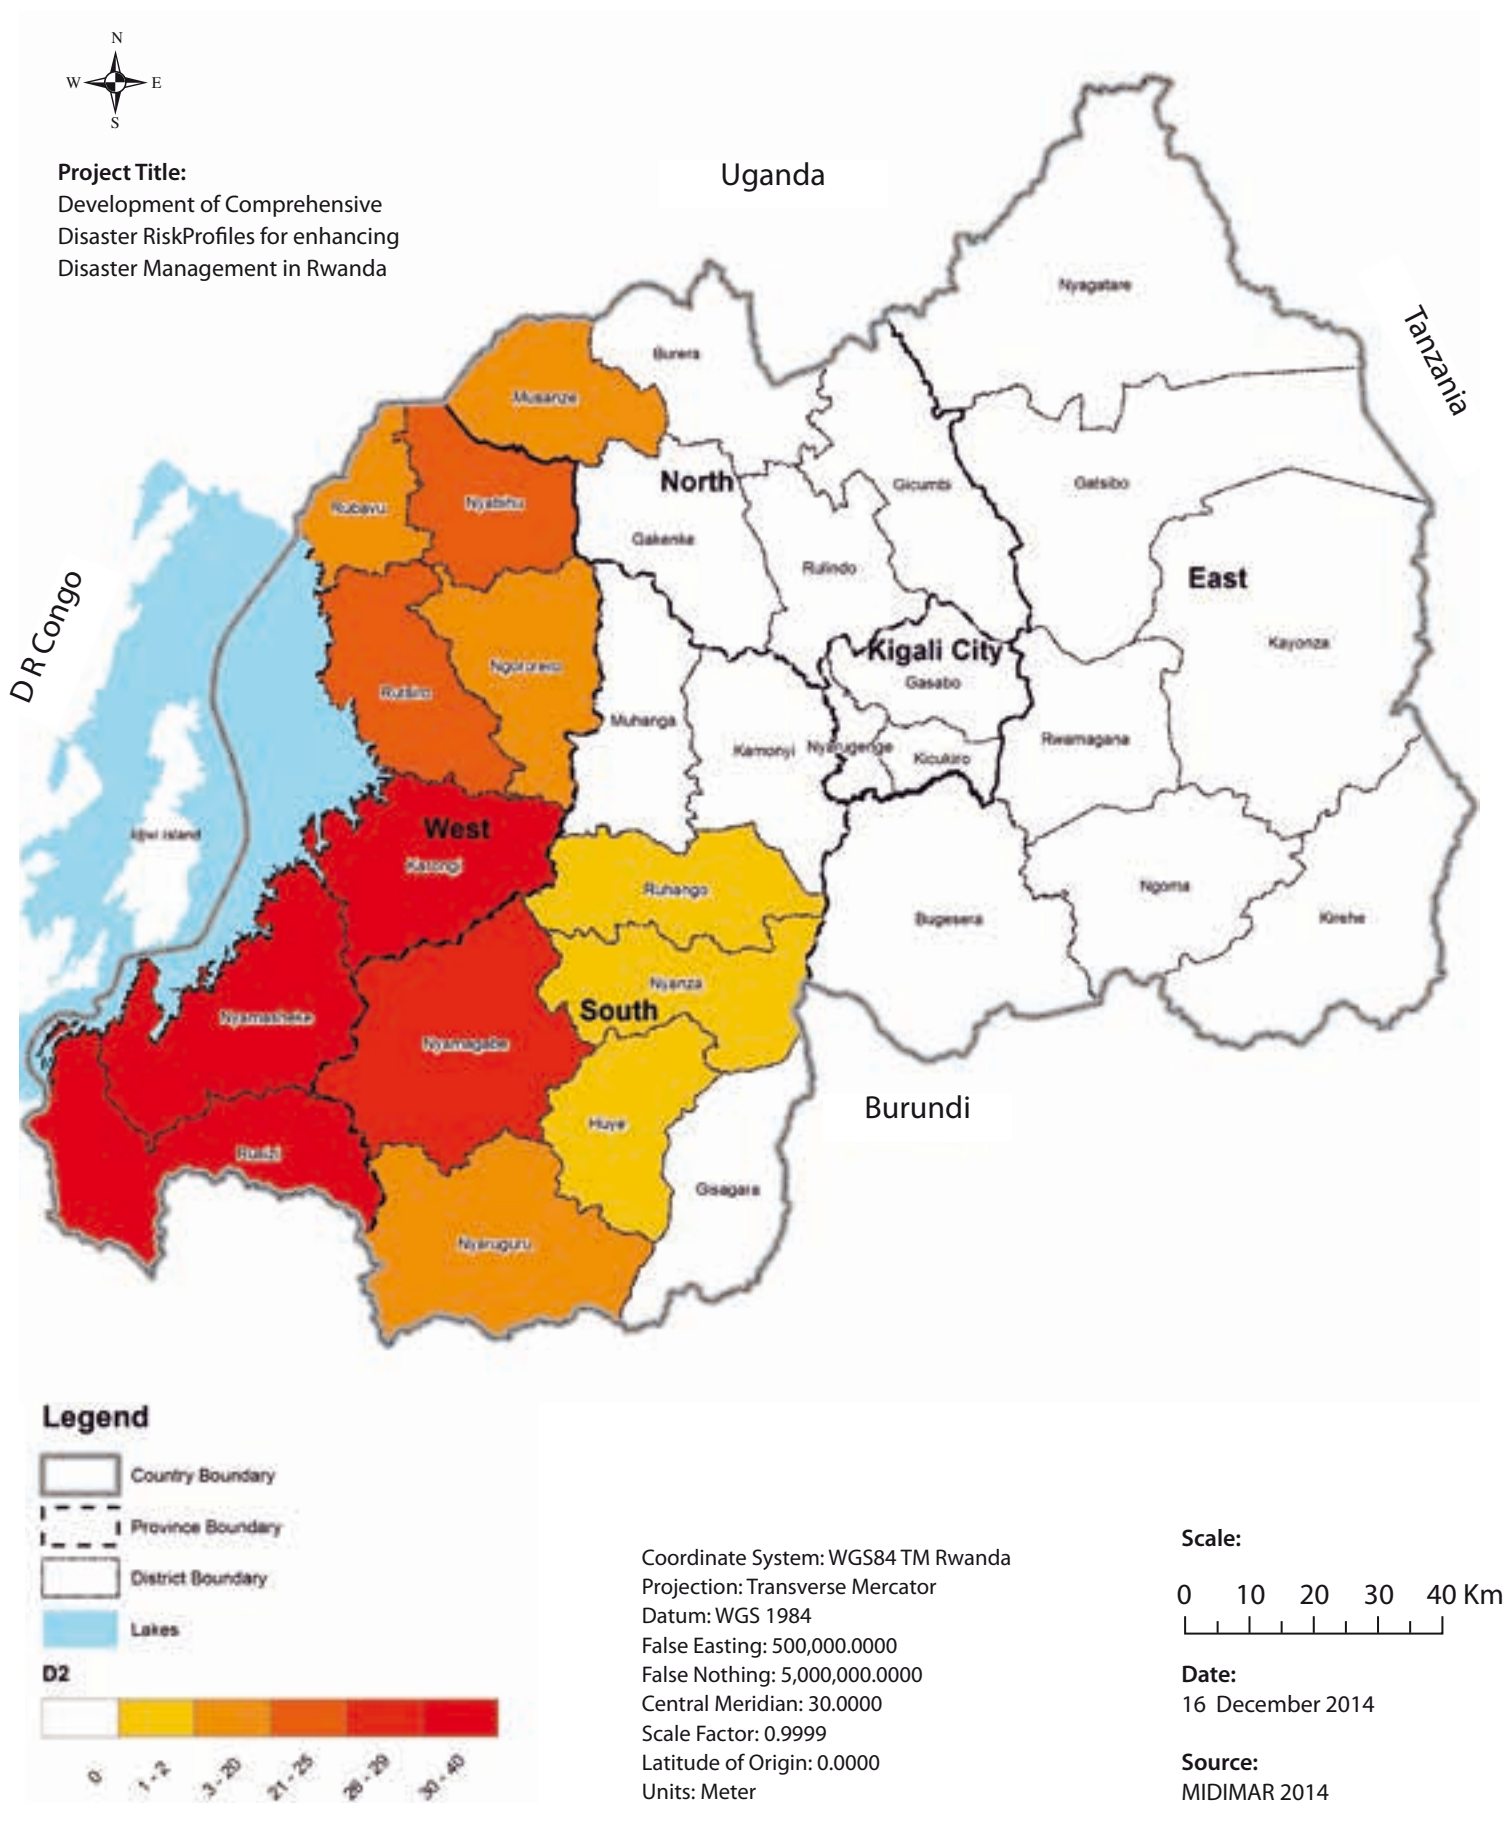 N
W E
S
Project Title:
Development of Comprehensive
Disaster RiskProfiles for enhancing
Disaster Management in Rwanda
Uganda
Tanzania
D R Congo
Burundi
Nyagatare
Burera
Musanze
North
Gicumbi
Gatsibo
Rubavu
Nyabihu
Gakenke
Rulindo
East
Kayonza
Kigali City
Gasabo
Ngororero
Rutsiro
Muhanga
Kamonyi
Nyarugenge
Kicukiro
Rwamagana
Idjwi Island
West
Karongi
Ruhango
Bugesera
Ngoma
Kirehe
Nyanza
South
Nyamasheke
Nyamagabe
Huye
Rusizi
Gisagara
Nyaruguru
Legend
Country Boundary
Province Boundary
District Boundary
Lakes
D2
0
1 - 2
3 - 20
21 - 25
26 - 29
30 - 40
Coordinate System: WGS84 TM Rwanda
Projection: Transverse Mercator
Datum: WGS 1984
False Easting: 500,000.0000
False Nothing: 5,000,000.0000
Central Meridian: 30.0000
Scale Factor: 0.9999
Latitude of Origin: 0.0000
Units: Meter
Scale:
0 10 20 30 40 Km
Date:
16 December 2014
Source:
MIDIMAR 2014